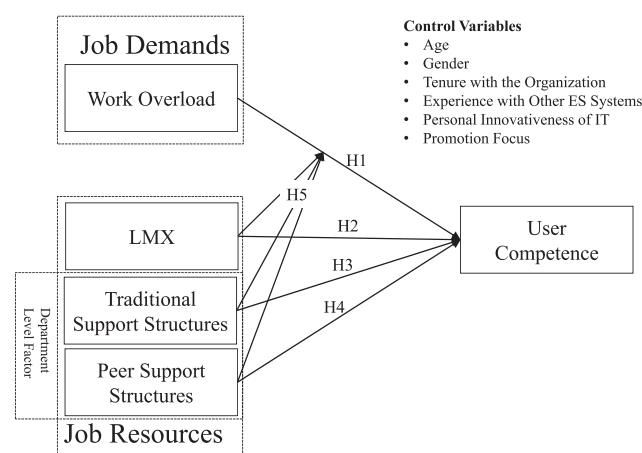 Job Demands
Work Overload
Control Variables
• Age
• Gender
• Tenure with the Organization
• Experience with Other ES Systems
• Personal Innovativeness of IT
• Promotion Focus
H1
H5
LMX
H2
User
Competence
H3
Department
Level Factor
Traditional
Support Structures
H4
Peer Support
Structures
Job Resources